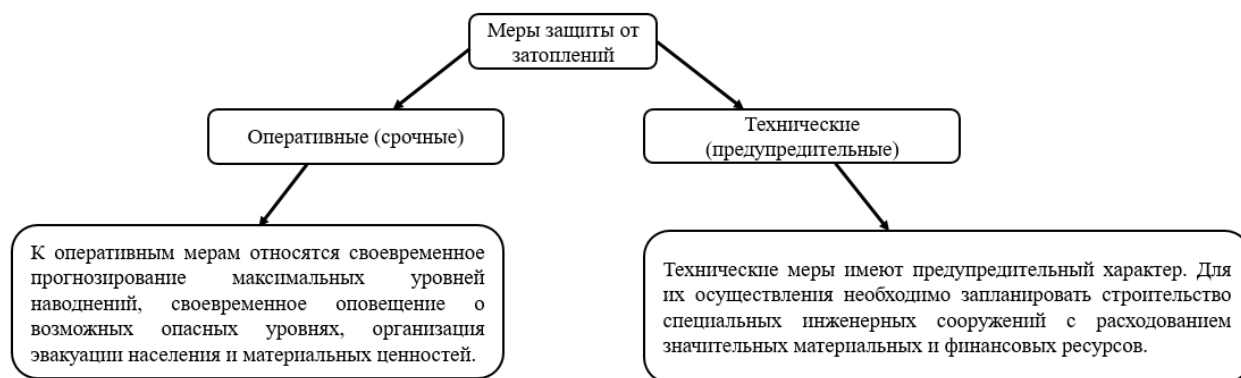 Меры защиты от
затоплений
Оперативные (срочные)
Технические
(предупредительные)
К оперативным мерам относятся своевременное
прогнозирование максимальных уровней
наводнений, своевременное оповещение о
возможных опасных уровнях, организация
эвакуации населения и материальных ценностей.
Технические меры имеют предупредительный характер. Для
их осуществления необходимо запланировать строительство
специальных инженерных сооружений с расходованием
значительных материальных и финансовых ресурсов.